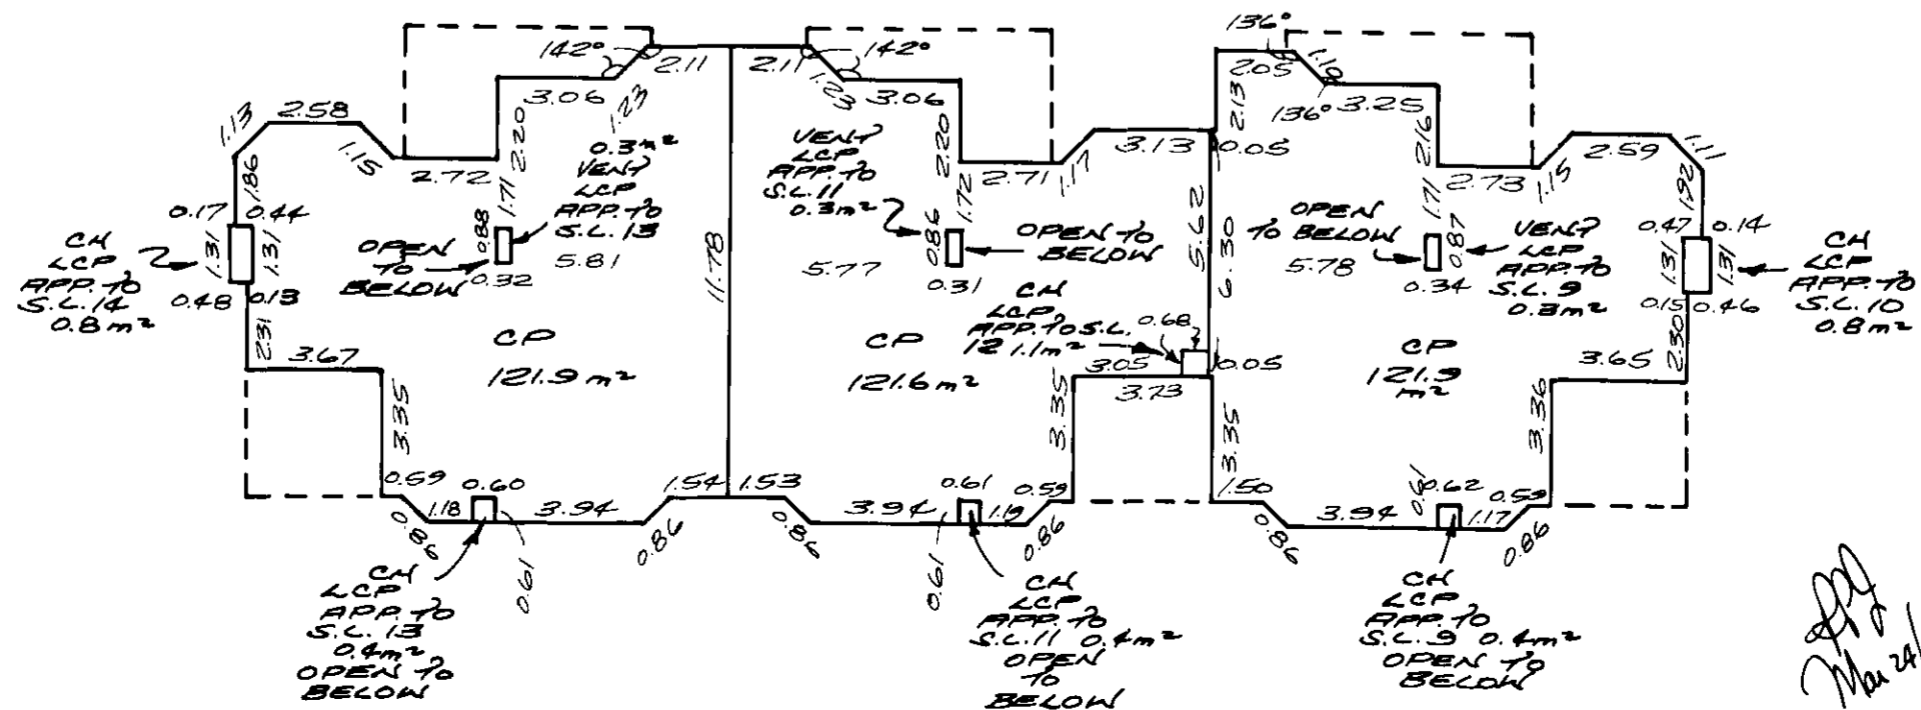 136°
142°
2.11
2.11
142°
2.05
1.19
3.06
1.23
1.23
3.06
2.13
136°
3.25
1.13
2.58
1.15
2.20
0.3m²
VENT
LCP
APP. TO
S.L. 13
VENT
LCP
APP. TO
S.L. 11
0.3m²
2.20
3.13
1.17
0.05
2.16
2.59
1.11
1.15
1.86
2.72
1.71
2.71
1.72
2.73
1.71
1.92
0.17
0.44
CH
LCP
APP. TO
S.L. 14
0.8m²
1.31
1.31
0.48
0.13
OPEN
TO
BELOW
0.88
0.32
5.81
11.78
5.77
0.86
0.31
OPEN TO
BELOW
5.62
6.30
OPEN
TO BELOW
5.78
0.87
0.34
VENT
LCP
APP. TO
S.L. 9
0.3m²
0.47
0.14
1.31
1.31
0.15
0.46
CH
LCP
APP. TO
S.L. 10
0.8m²
2.31
3.67
CP
121.9 m²
CP
121.6 m²
CH
LCP
APP. TO S.L.
12 1.1m²
0.68
3.05
0.05
3.73
CP
121.9
m²
3.65
2.30
3.35
3.35
3.35
3.36
0.59
0.60
1.54
1.53
0.61
0.59
1.50
0.61
0.62
0.59
0.86
1.18
3.94
0.86
0.86
3.94
1.19
0.86
0.86
3.94
1.17
0.86
0.61
0.61
CH
LCP
APP. TO
S.L. 13
0.4m²
OPEN TO
BELOW
CH
LCP
APP. TO
S.L. 11 0.4m²
OPEN
TO
BELOW
CH
LCP
APP. TO
S.L. 9 0.4m²
OPEN TO
BELOW
Mar 24/